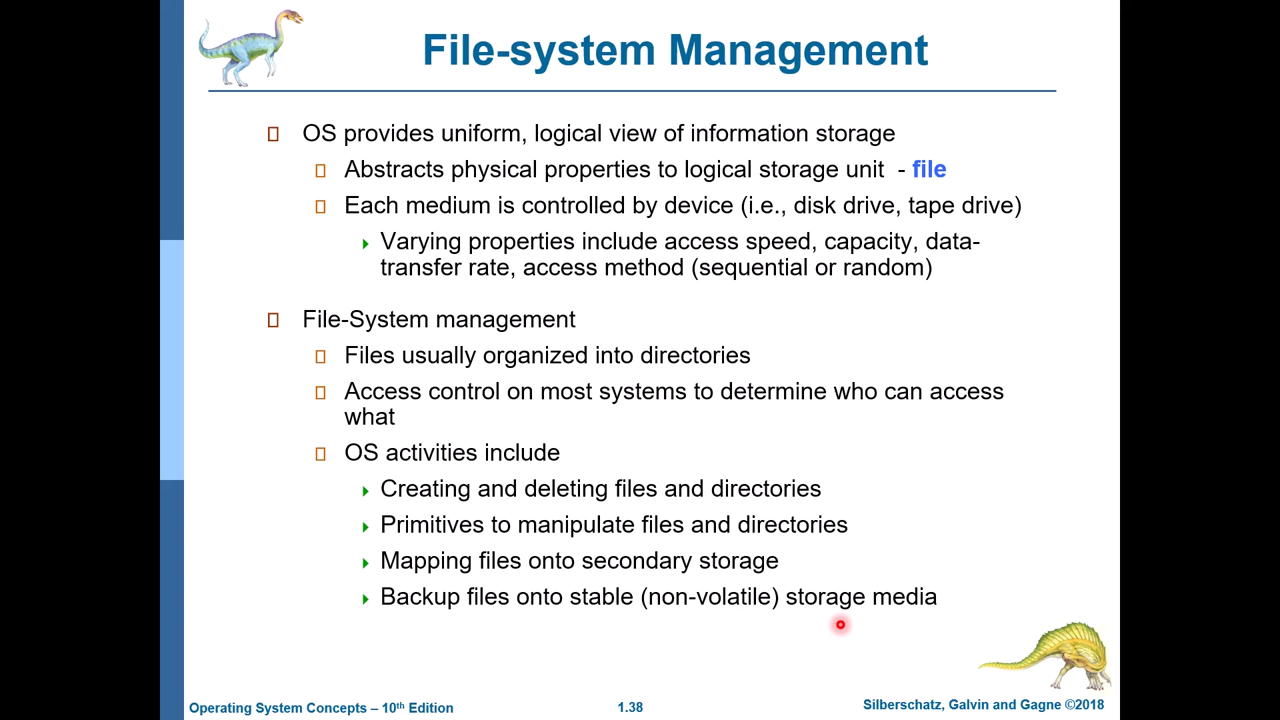 File-system Management
OS provides uniform, logical view of information storage
Abstracts physical properties to logical storage unit - file
Each medium is controlled by device (i.e., disk drive, tape drive)
Varying properties include access speed, capacity, data-
transfer rate, access method (sequential or random)
File-System management
Files usually organized into directories
Access control on most systems to determine who can access
what
OS activities include
Creating and deleting files and directories
Primitives to manipulate files and directories
Mapping files onto secondary storage
Backup files onto stable (non-volatile) storage media
Operating System Concepts – 10th Edition
1.38
Silberschatz, Galvin and Gagne ©2018